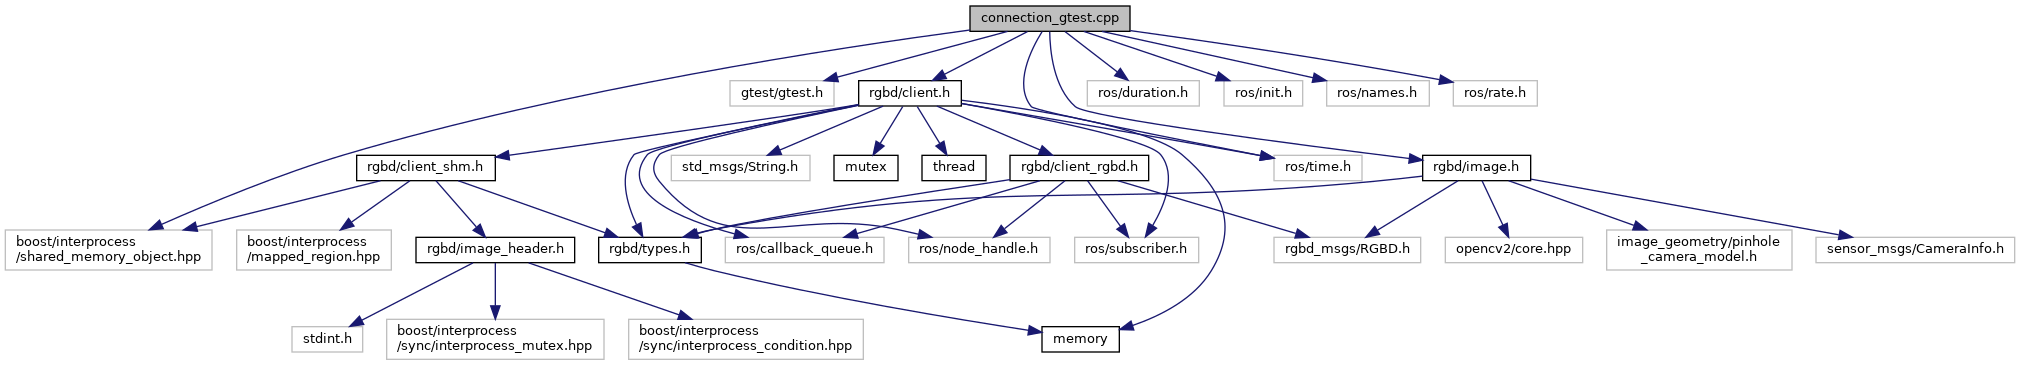 connection_gtest.cpp
gtest/gtest.h
rgbd/client.h
ros/duration.h
ros/init.h
ros/names.h
ros/rate.h
rgbd/client_shm.h
std_msgs/String.h
mutex
thread
rgbd/client_rgbd.h
ros/time.h
rgbd/image.h
boost/interprocess
/shared_memory_object.hpp
boost/interprocess
/mapped_region.hpp
rgbd/image_header.h
rgbd/types.h
ros/callback_queue.h
ros/node_handle.h
ros/subscriber.h
rgbd_msgs/RGBD.h
opencv2/core.hpp
image_geometry/pinhole
_camera_model.h
sensor_msgs/CameraInfo.h
stdint.h
boost/interprocess
/sync/interprocess_mutex.hpp
boost/interprocess
/sync/interprocess_condition.hpp
memory